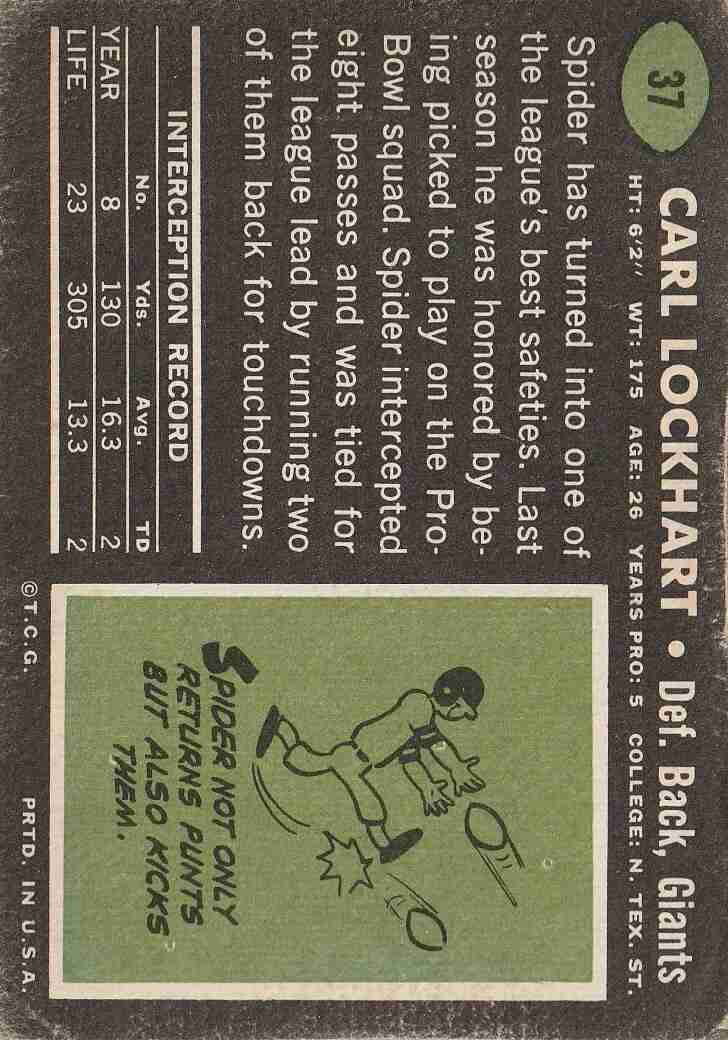 37
CARL LOCKHART • Def. Back, Giants
HT: 6'2" WT: 175 AGE: 26 YEARS PRO: 5 COLLEGE: N. TEX. ST.
Spider has turned into one of
the league's best safeties. Last
season he was honored by be-
ing picked to play on the Pro-
Bowl squad. Spider intercepted
eight passes and was tied for
the league lead by running two
of them back for touchdowns.
INTERCEPTION RECORD
No. Yds. Avg. TD
YEAR 8 130 16.3 2
LIFE 23 305 13.3 2
SPIDER NOT ONLY
RETURNS PUNTS
BUT ALSO KICKS
THEM.
©T.C.G. PRTD. IN U.S.A.